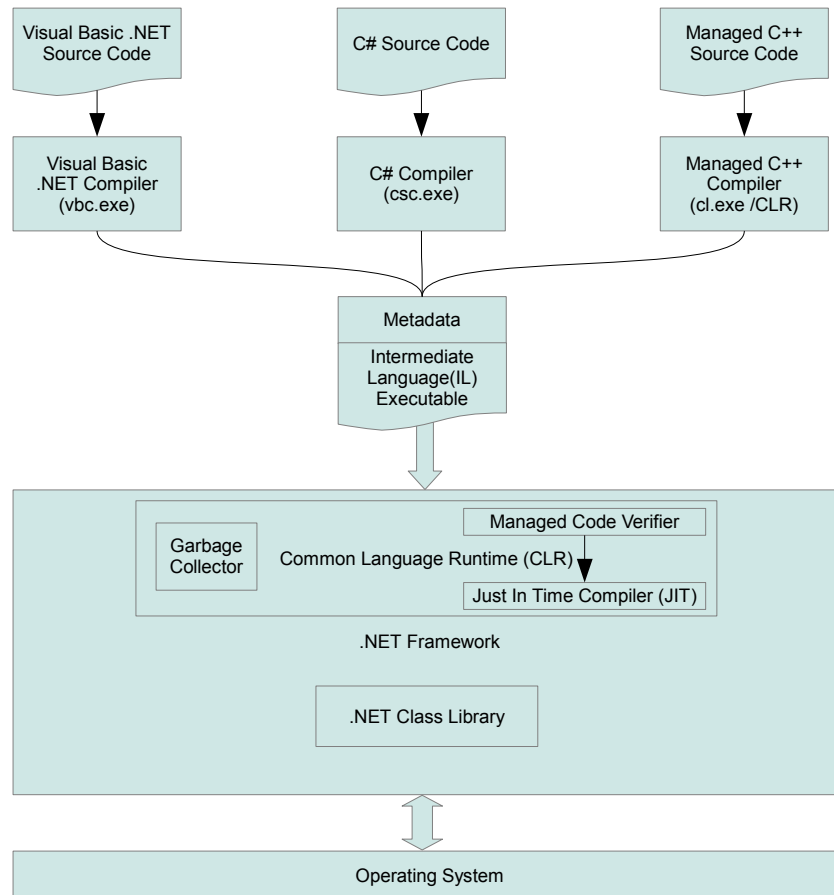 Visual Basic .NET
Source Code
C# Source Code
Managed C++
Source Code
Visual Basic
.NET Compiler
(vbc.exe)
C# Compiler
(csc.exe)
Managed C++
Compiler
(cl.exe /CLR)
Metadata
Intermediate
Language(IL)
Executable
Managed Code Verifier
Garbage
Collector
Common Language Runtime (CLR)
Just In Time Compiler (JIT)
.NET Framework
.NET Class Library
Operating System